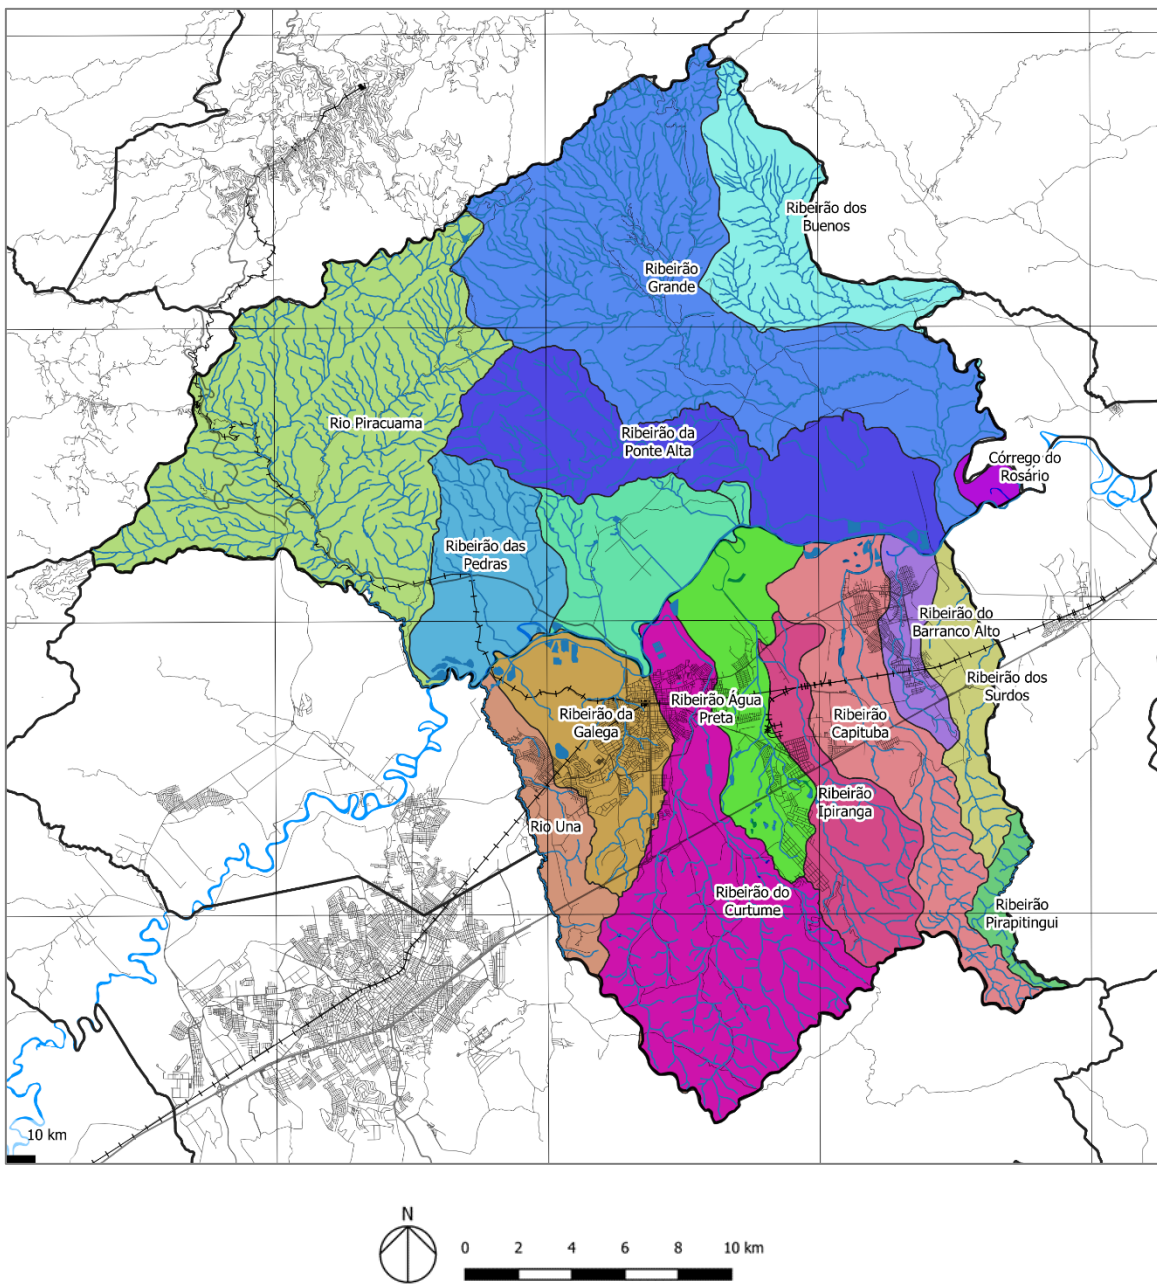 Ribeirão dos
Buenos
Ribeirão
Grande
Rio Piracuama
Ribeirão da
Ponte Alta
Córrego do
Rosário
Ribeirão das
Pedras
Ribeirão do
Barranco Alto
Ribeirão dos
Surdos
Ribeirão Água
Preta
Ribeirão da
Galega
Ribeirão
Capituba
Ribeirão
Ipiranga
Rio Una
Ribeirão do
Curtume
Ribeirão
Pirapitingui
10 km
N
0 2 4 6 8 10 km